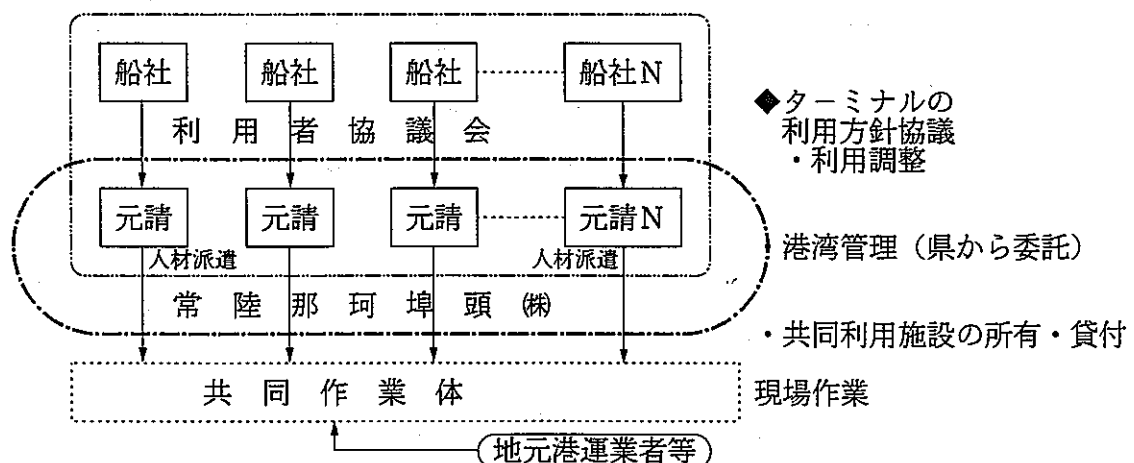 船社 船社 船社 船社N
利用者協議会
◆ターミナルの
利用方針協議
・利用調整
元請 元請 元請 元請N
人材派遣 人材派遣
港湾管理（県から委託）
常陸那珂埠頭㈱
・共同利用施設の所有・貸付
共同作業体
現場作業
地元港運業者等